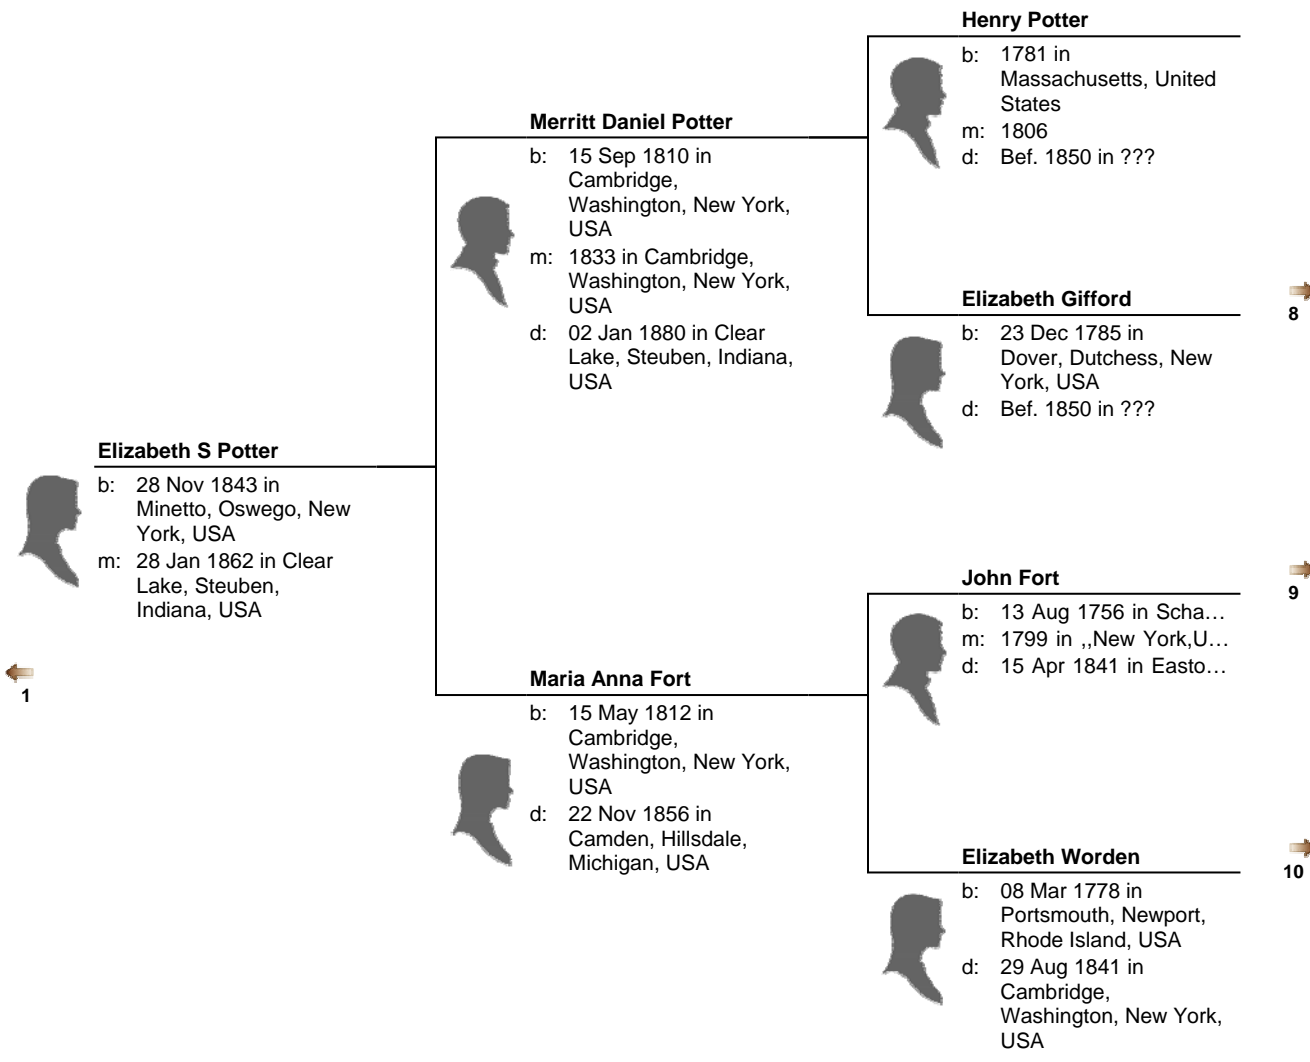 Henry Potter
b: 1781 in
Massachusetts, United
States
m: 1806
d: Bef. 1850 in ???
Merritt Daniel Potter
b: 15 Sep 1810 in
Cambridge,
Washington, New York,
USA
m: 1833 in Cambridge,
Washington, New York,
USA
d: 02 Jan 1880 in Clear
Lake, Steuben, Indiana,
USA
Elizabeth Gifford
8
b: 23 Dec 1785 in
Dover, Dutchess, New
York, USA
d: Bef. 1850 in ???
Elizabeth S Potter
b: 28 Nov 1843 in
Minetto, Oswego, New
York, USA
m: 28 Jan 1862 in Clear
Lake, Steuben,
Indiana, USA
1
John Fort
9
b: 13 Aug 1756 in Scha…
m: 1799 in ,,New York,U…
d: 15 Apr 1841 in Easto…
Maria Anna Fort
b: 15 May 1812 in
Cambridge,
Washington, New York,
USA
d: 22 Nov 1856 in
Camden, Hillsdale,
Michigan, USA
Elizabeth Worden
10
b: 08 Mar 1778 in
Portsmouth, Newport,
Rhode Island, USA
d: 29 Aug 1841 in
Cambridge,
Washington, New York,
USA